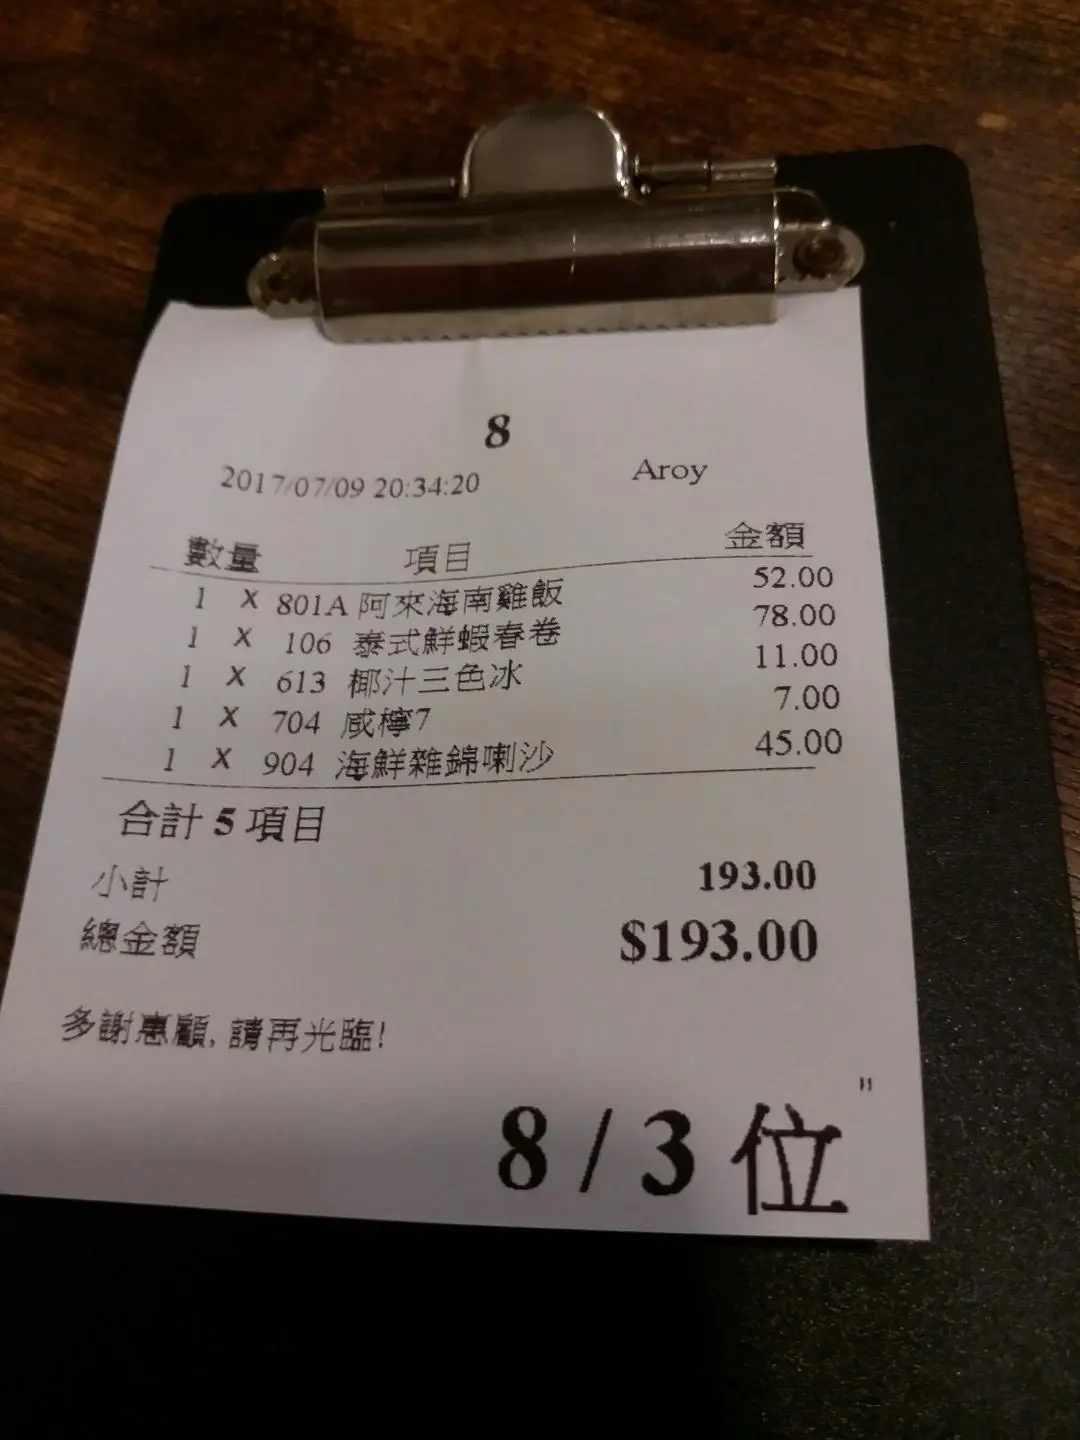 8
2017/07/09 20:34:20 Aroy
數量 項目 金額
1 X 801A 阿來海南雞飯 52.00
1 X 106 泰式鮮蝦春卷 78.00
1 X 613 椰汁三色冰 11.00
1 X 704 咸檸7 7.00
1 X 904 海鮮雜錦喇沙 45.00
合計 5 項目
小計 193.00
總金額 $193.00
多謝惠顧, 請再光臨!
"
8 / 3 位